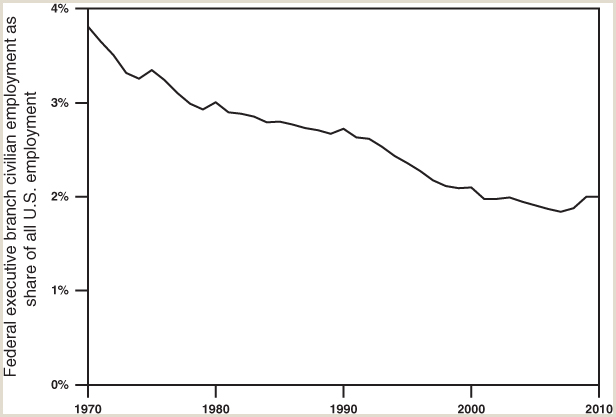 Federal executive branch civilian employment as
share of all U.S. employment
4%
3%
2%
1%
0%
1970 1980 1990 2000 2010